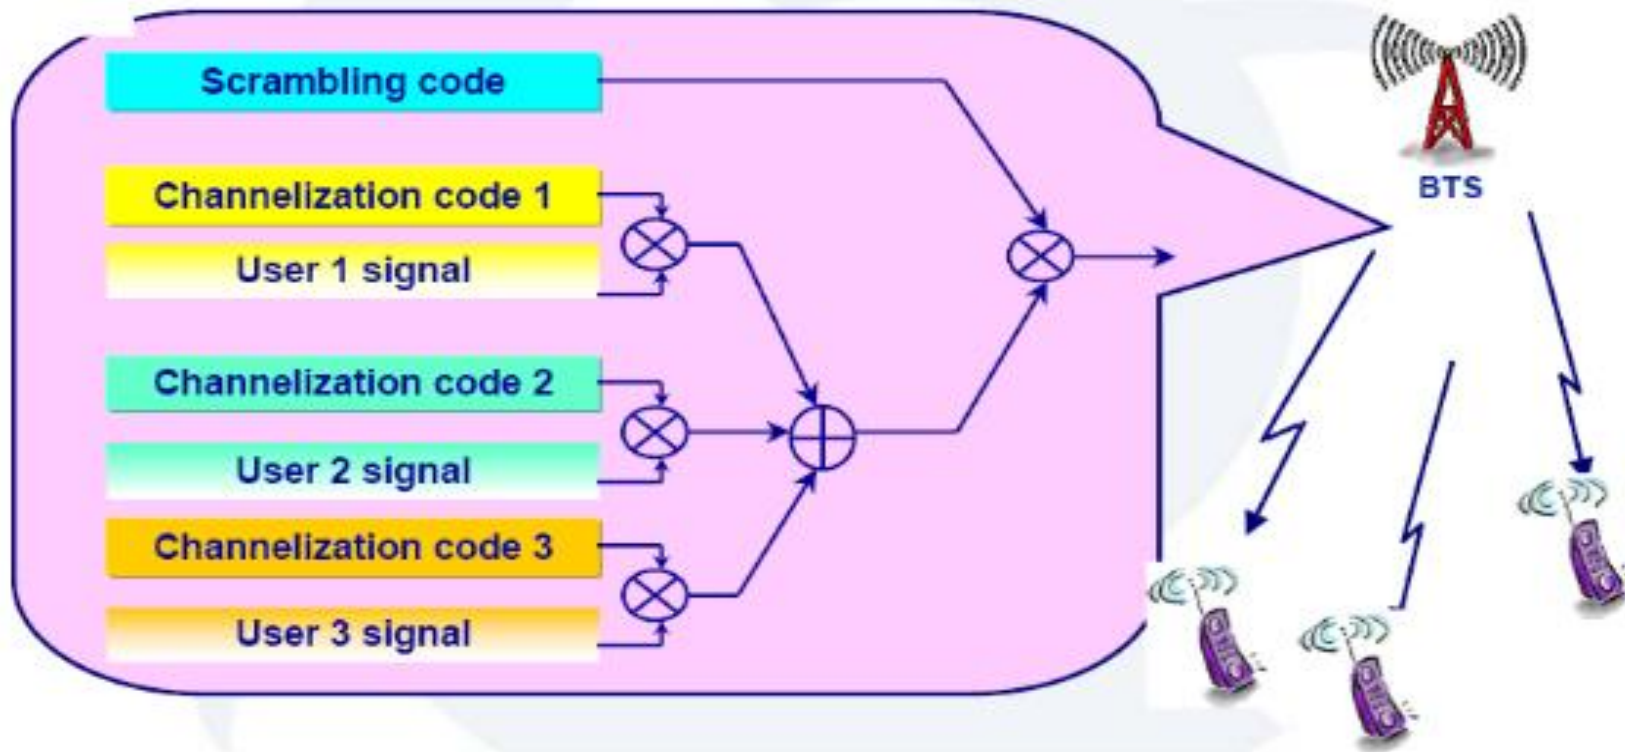 Scrambling code
Channelization code 1
User 1 signal
Channelization code 2
User 2 signal
Channelization code 3
User 3 signal
BTS